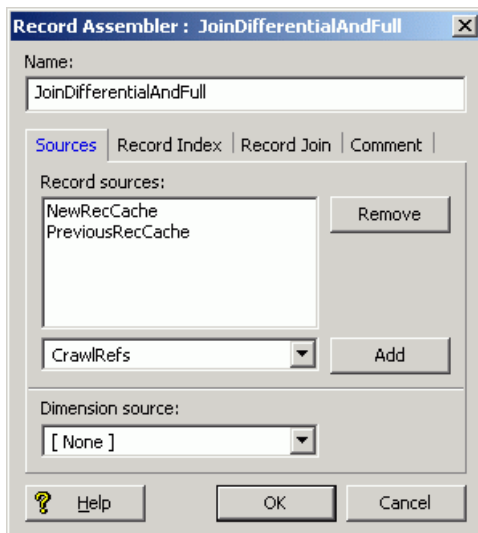 Record Assembler : JoinDifferentialAndFull
Name:
JoinDifferentialAndFull
Sources Record Index Record Join Comment
Record sources:
NewRecCache
PreviousRecCache
Remove
CrawlRefs
Add
Dimension source:
[ None ]
Help OK Cancel